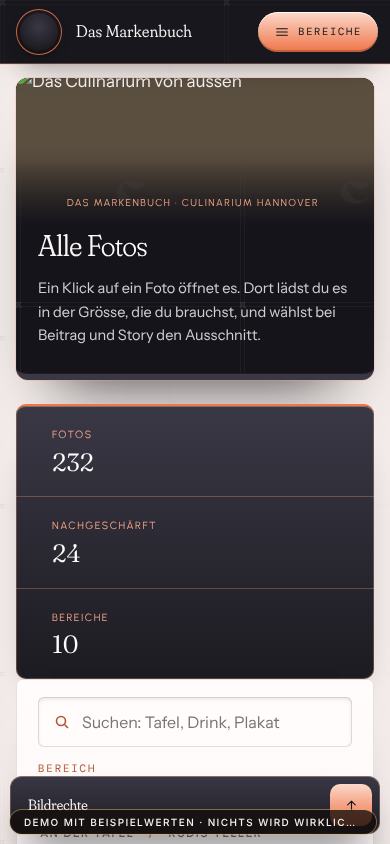 Das Markenbuch
BEREICHE
Das Culinarium von aussen
DAS MARKENBUCH · CULINARIUM HANNOVER
Alle Fotos
Ein Klick auf ein Foto öffnet es. Dort lädst du es
in der Grösse, die du brauchst, und wählst bei
Beitrag und Story den Ausschnitt.
FOTOS
232
NACHGESCHÄRFT
24
BEREICHE
10
Suchen: Tafel, Drink, Plakat
BEREICH
Bildrechte
DEMO MIT BEISPIELWERTEN · NICHTS WIRD WIRKLIC…